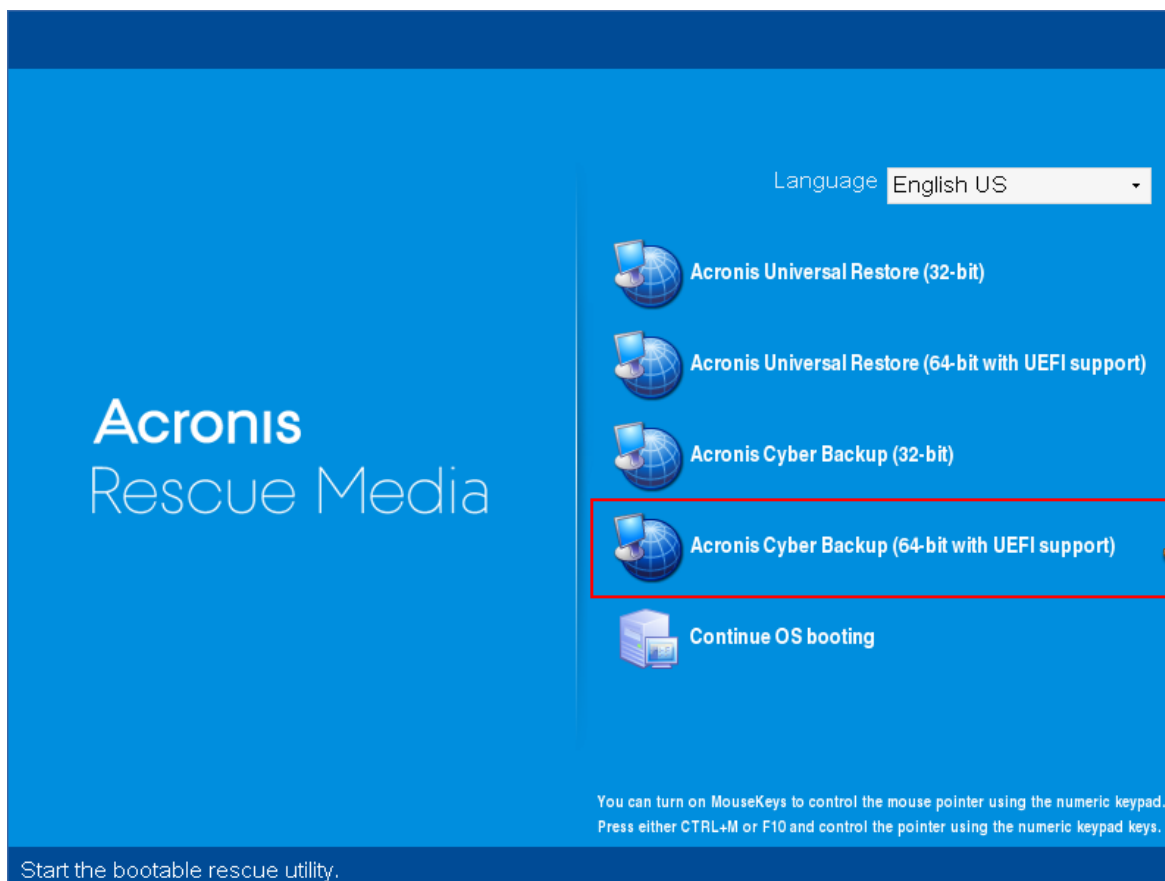 Language English US
Acronis Universal Restore (32-bit)
Acronis Universal Restore (64-bit with UEFI support)
Acronis
Rescue Media
Acronis Cyber Backup (32-bit)
Acronis Cyber Backup (64-bit with UEFI support)
Continue OS booting
You can turn on MouseKeys to control the mouse pointer using the numeric keypad.
Press either CTRL+M or F10 and control the pointer using the numeric keypad keys.
Start the bootable rescue utility.